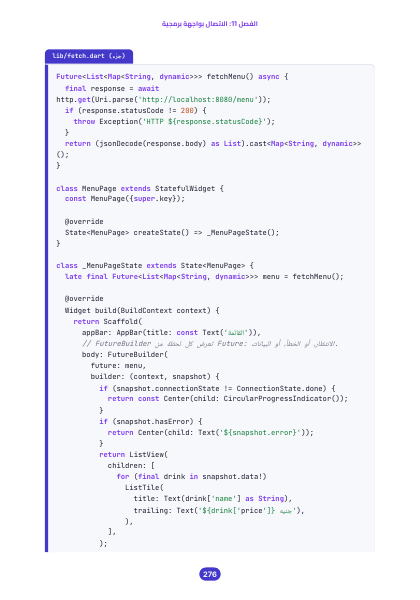 الفصل 11: الاتصال بواجهة برمجية
lib/fetch.dart (جزء)
Future<List<Map<String, dynamic>>> fetchMenu() async {
  final response = await
http.get(Uri.parse('http://localhost:8080/menu'));
  if (response.statusCode != 200) {
    throw Exception('HTTP ${response.statusCode}');
  }
  return (jsonDecode(response.body) as List).cast<Map<String, dynamic>>
();
}
class MenuPage extends StatefulWidget {
  const MenuPage({super.key});
  @override
  State<MenuPage> createState() => _MenuPageState();
}
class _MenuPageState extends State<MenuPage> {
  late final Future<List<Map<String, dynamic>>> menu = fetchMenu();
  @override
  Widget build(BuildContext context) {
    return Scaffold(
      appBar: AppBar(title: const Text('القائمة')),
      // FutureBuilder تعرض كل لحظة من Future: الانتظار، أو الخطأ، أو البيانات.
      body: FutureBuilder(
        future: menu,
        builder: (context, snapshot) {
          if (snapshot.connectionState != ConnectionState.done) {
            return const Center(child: CircularProgressIndicator());
          }
          if (snapshot.hasError) {
            return Center(child: Text('${snapshot.error}'));
          }
          return ListView(
            children: [
              for (final drink in snapshot.data!)
                ListTile(
                  title: Text(drink['name'] as String),
                  trailing: Text('${drink['price']} جنيه'),
                ),
            ],
          );
276